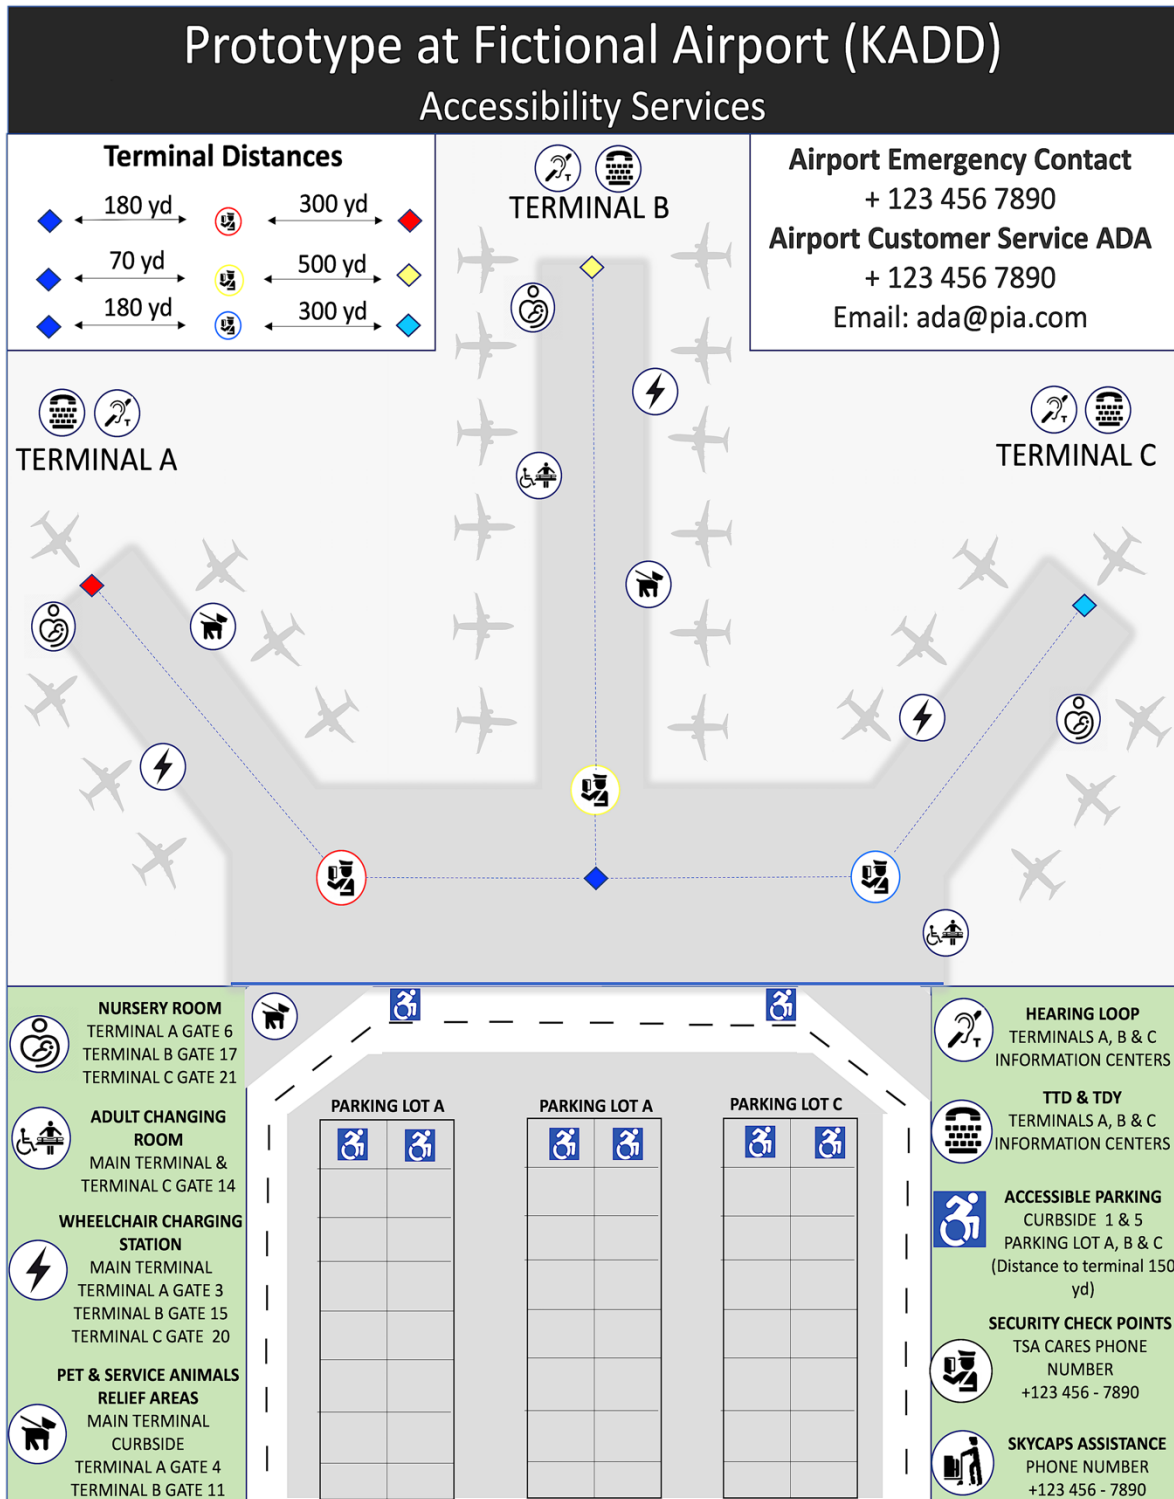 Prototype at Fictional Airport (KADD)
Accessibility Services
Terminal Distances
180 yd
300 yd
70 yd
500 yd
180 yd
300 yd
TERMINAL B
Airport Emergency Contact
+ 123 456 7890
Airport Customer Service ADA
+ 123 456 7890
Email: ada@pia.com
TERMINAL A
TERMINAL C
NURSERY ROOM
TERMINAL A GATE 6
TERMINAL B GATE 17
TERMINAL C GATE 21
ADULT CHANGING
ROOM
MAIN TERMINAL &
TERMINAL C GATE 14
WHEELCHAIR CHARGING
STATION
MAIN TERMINAL
TERMINAL A GATE 3
TERMINAL B GATE 15
TERMINAL C GATE 20
PET & SERVICE ANIMALS
RELIEF AREAS
MAIN TERMINAL
CURBSIDE
TERMINAL A GATE 4
TERMINAL B GATE 11
PARKING LOT A
PARKING LOT A
PARKING LOT C
T
HEARING LOOP
TERMINALS A, B & C
INFORMATION CENTERS
TTD & TDY
TERMINALS A, B & C
INFORMATION CENTERS
ACCESSIBLE PARKING
CURBSIDE 1 & 5
PARKING LOT A, B & C
(Distance to terminal 150
yd)
SECURITY CHECK POINTS
TSA CARES PHONE
NUMBER
+123 456 - 7890
SKYCAPS ASSISTANCE
PHONE NUMBER
+123 456 - 7890